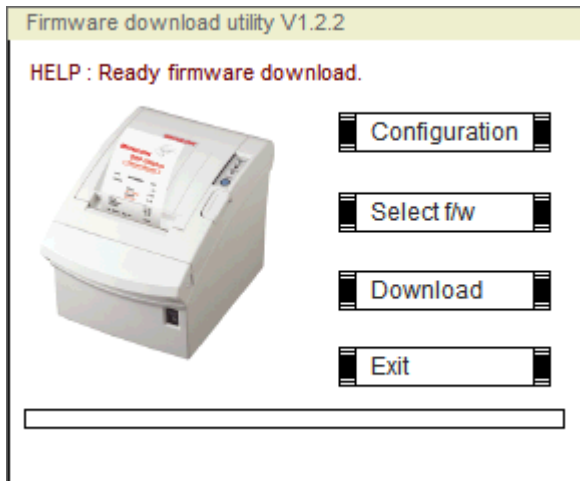 Firmware download utility V1.2.2
HELP : Ready firmware download.
Configuration
Select f/w
Download
Exit